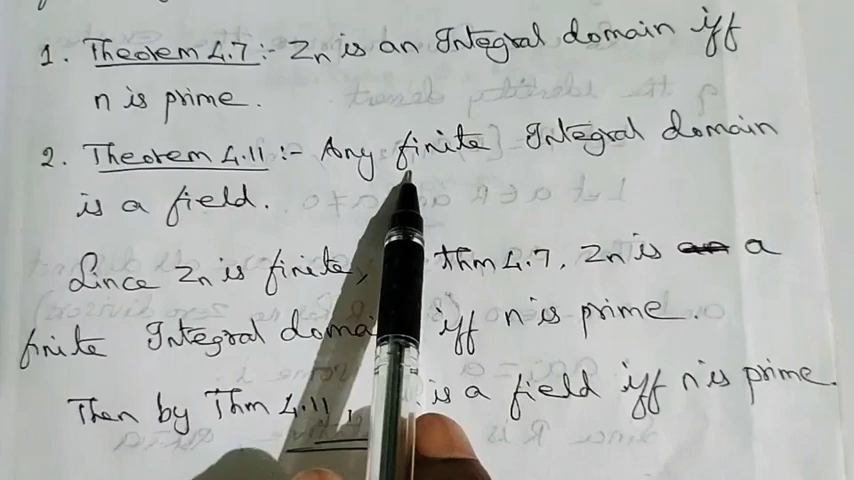 1. Theorem 4.7:- Zn is an Integral domain iff
n is prime.
2. Theorem 4.11:- Any finite Integral domain
is a field.
Since Zn is finite, thm 4.7, Zn is a
finite Integral domai iff n is prime.
Then by Thm 4.11, is a field iff n is prime.